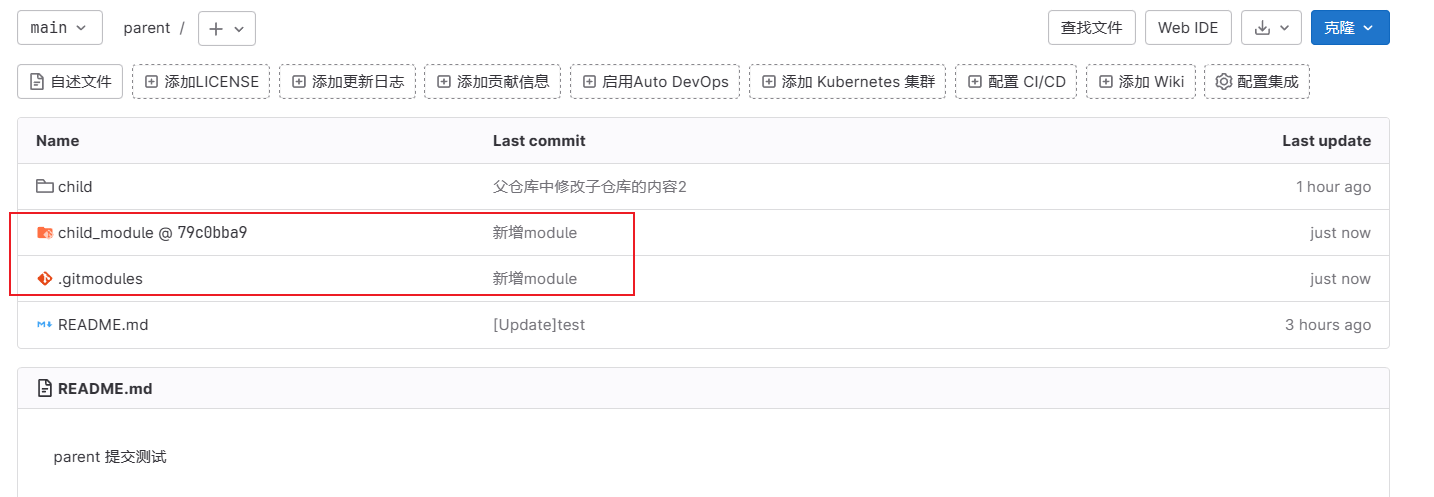 main parent / 查找文件 Web IDE 克隆
自述文件 添加LICENSE 添加更新日志 添加贡献信息 启用Auto DevOps 添加 Kubernetes 集群 配置 CI/CD 添加 Wiki 配置集成
Name Last commit Last update
child 父仓库中修改子仓库的内容2 1 hour ago
child_module @ 79c0bba9 新增module just now
.gitmodules 新增module just now
README.md [Update]test 3 hours ago
README.md
parent 提交测试